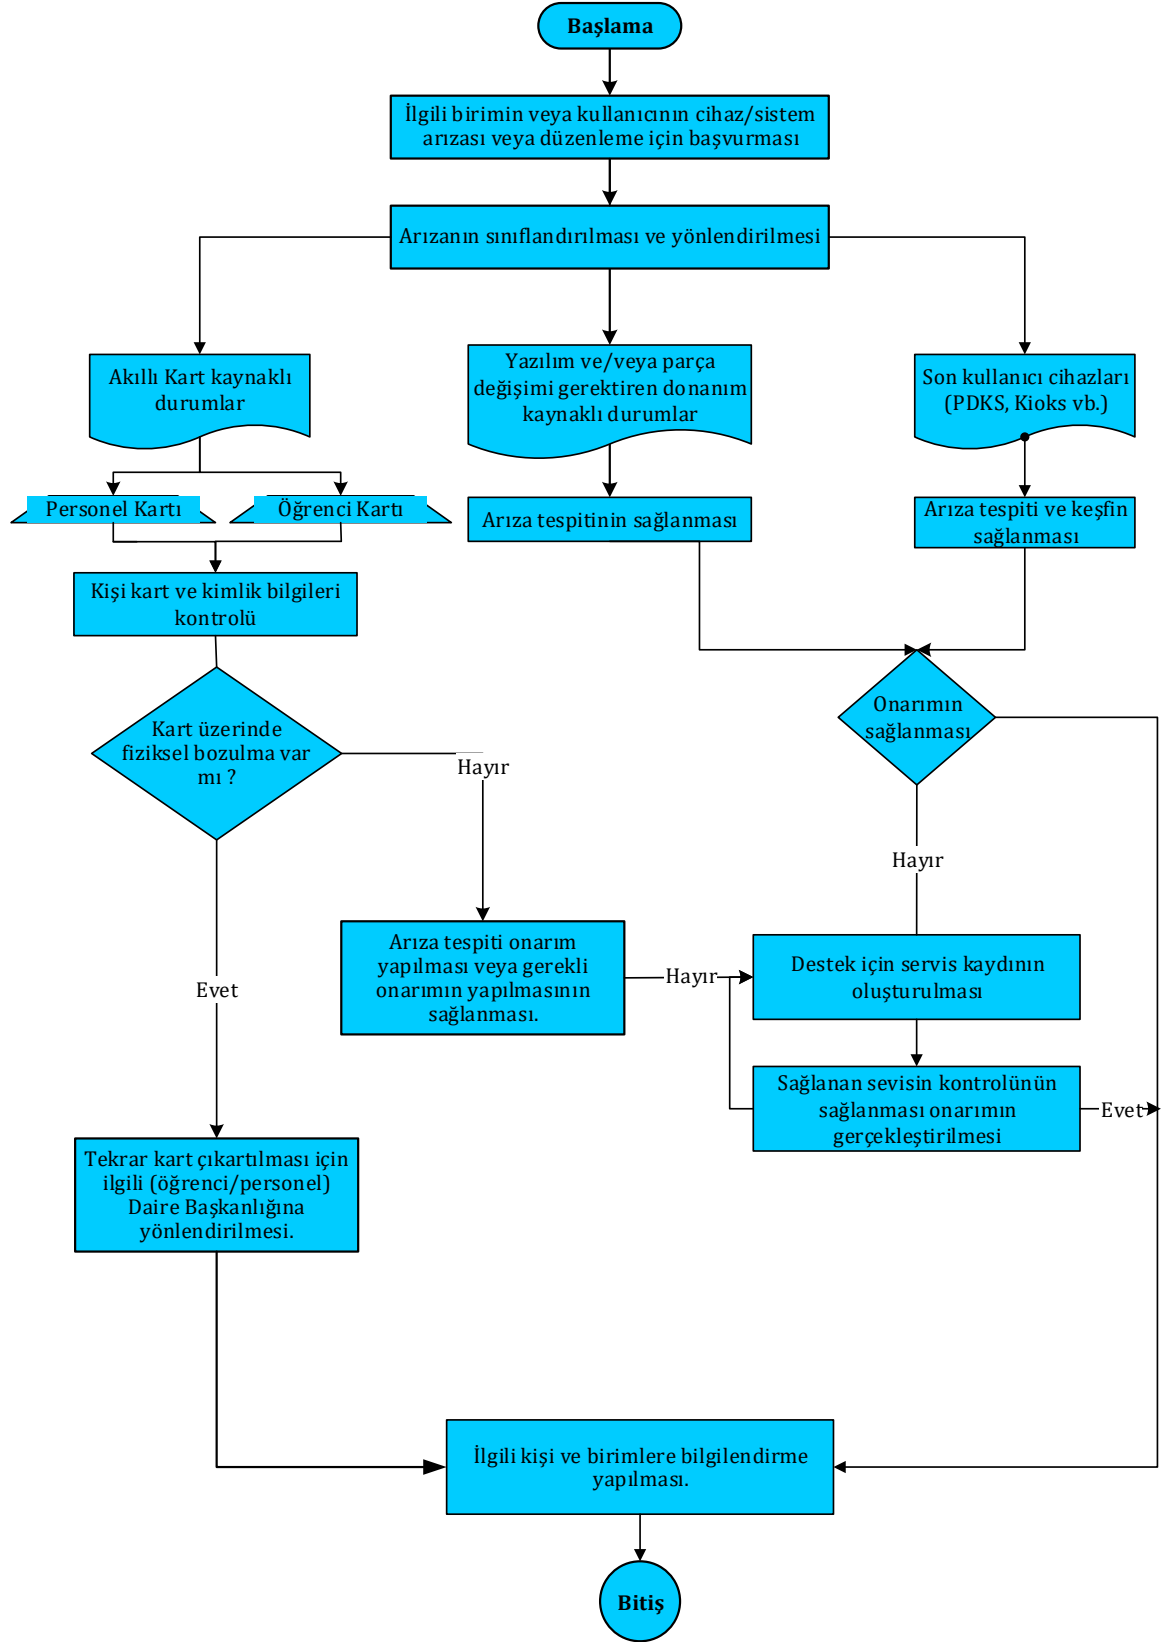 Başlama
İlgili birimin veya kullanıcının cihaz/sistem
arızası veya düzenleme için başvurması
Arızanın sınıflandırılması ve yönlendirilmesi
Akıllı Kart kaynaklı
durumlar
Yazılım ve/veya parça
değişimi gerektiren donanım
kaynaklı durumlar
Son kullanıcı cihazları
(PDKS, Kioks vb.)
Personel Kartı
Öğrenci Kartı
Arıza tespitinin sağlanması
Arıza tespiti ve keşfin
sağlanması
Kişi kart ve kimlik bilgileri
kontrolü
Kart üzerinde
fiziksel bozulma var
mı ?
Hayır
Onarımın
sağlanması
Hayır
Arıza tespiti onarım
yapılması veya gerekli
onarımın yapılmasının
sağlanması.
Hayır
Destek için servis kaydının
oluşturulması
Evet
Sağlanan sevisin kontrolünün
sağlanması onarımın
gerçekleştirilmesi
Evet
Tekrar kart çıkartılması için
ilgili (öğrenci/personel)
Daire Başkanlığına
yönlendirilmesi.
İlgili kişi ve birimlere bilgilendirme
yapılması.
Bitiş